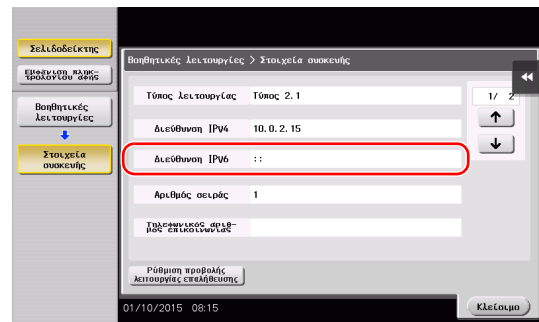 Σελιδοδείκτης
Εμφάνιση πληκ-
τρολογίου αφής
Βοηθητικές
λειτουργίες
Στοιχεία
συσκευής
Βοηθητικές λειτουργίες > Στοιχεία συσκευής
Τύπος λειτουργίας Τύπος 2.1
1/ 2
Διεύθυνση IPv4 10.0.2.15
Διεύθυνση IPv6 ::
Αριθμός σειράς 1
Τηλεφωνικός αριθ-
μός επικοινωνίας
Ρύθμιση προβολής
λειτουργίας επαλήθευσης
01/10/2015 08:15
Κλείσιμο